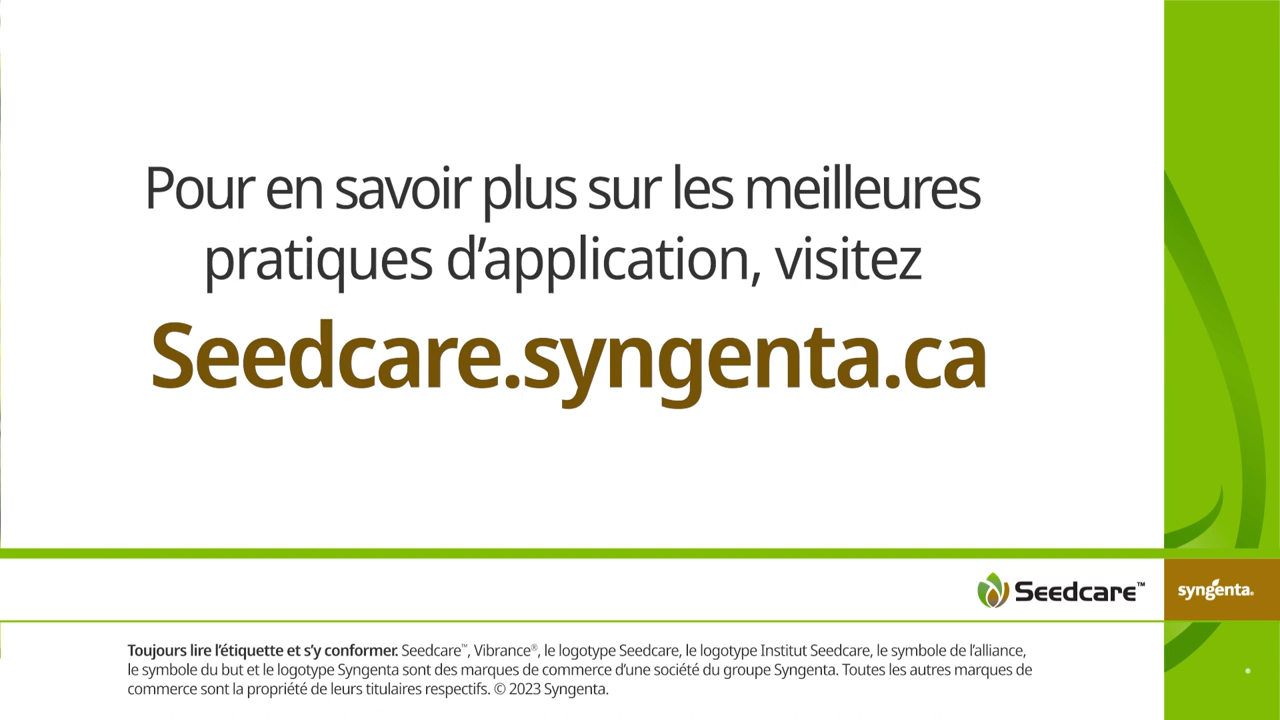 Pour en savoir plus sur les meilleures
pratiques d’application, visitez
Seedcare.syngenta.ca
Seedcare™
syngenta®
Toujours lire l’étiquette et s’y conformer. Seedcare™, Vibrance®, le logotype Seedcare, le logotype Institut Seedcare, le symbole de l’alliance,
le symbole du but et le logotype Syngenta sont des marques de commerce d’une société du groupe Syngenta. Toutes les autres marques de
commerce sont la propriété de leurs titulaires respectifs. © 2023 Syngenta.